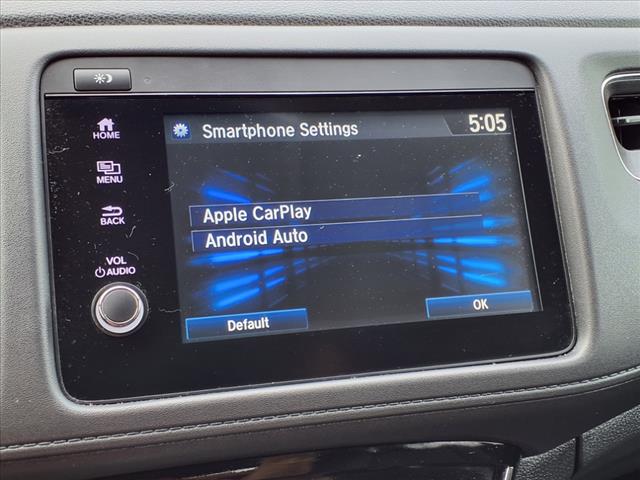 Smartphone Settings 5:05
HOME
MENU
BACK
VOL
AUDIO
Apple CarPlay
Android Auto
Default OK